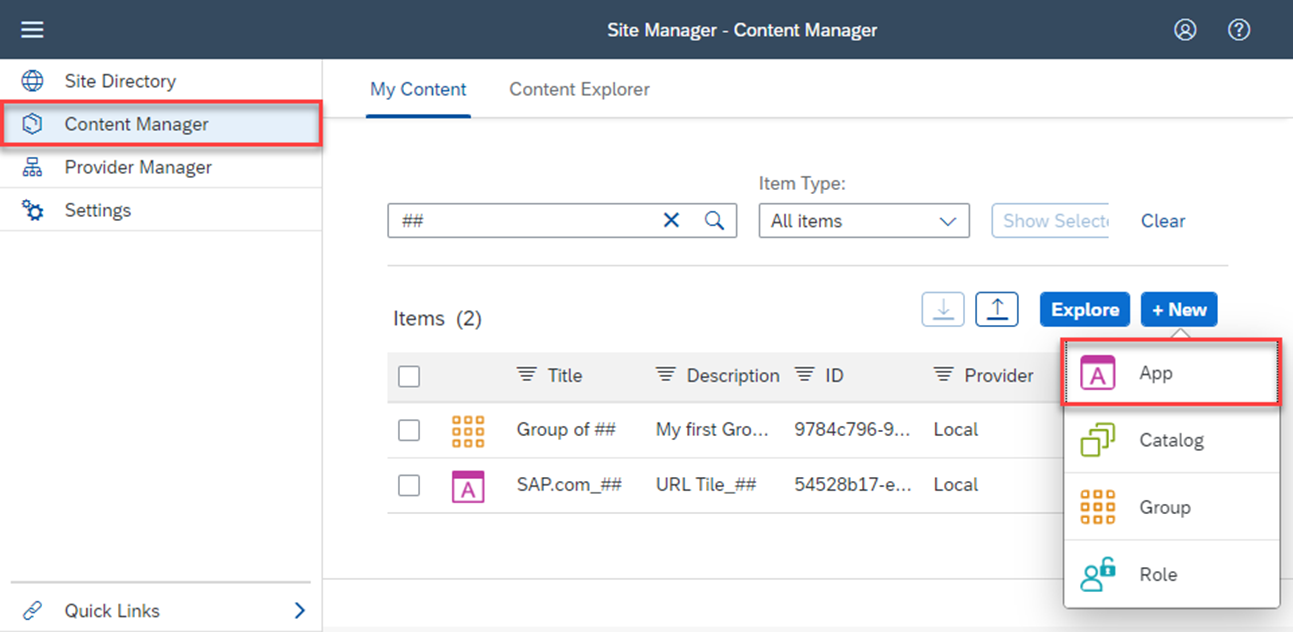 Site Manager - Content Manager
Site Directory
Content Manager
Provider Manager
Settings
Quick Links
My Content
Content Explorer
Item Type:
##
All items
Show Selecte
Clear
Items (2)
Explore
+ New
Title Description ID Provider
Group of ## My first Gro... 9784c796-9... Local
A SAP.com_## URL Tile_## 54528b17-e... Local
A App
Catalog
Group
Role